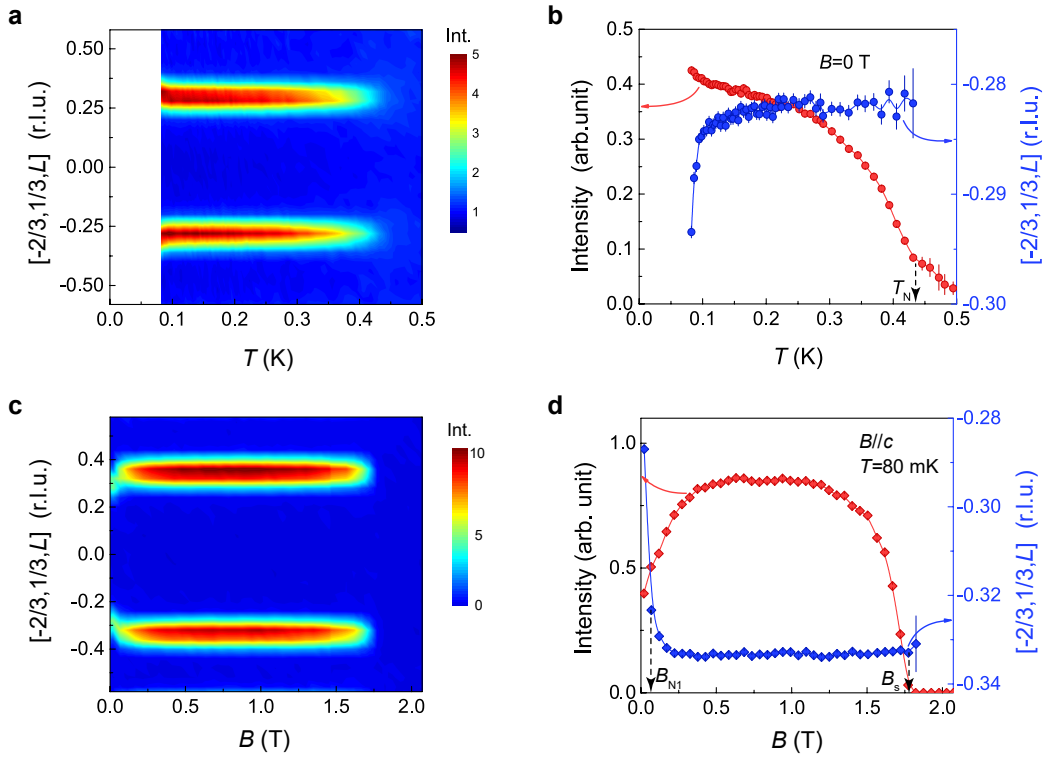 a
Int.
5
4
3
2
1
0.50
0.25
0.00
-0.25
-0.50
[-2/3,1/3,L] (r.l.u.)
0.0 0.1 0.2 0.3 0.4 0.5
T (K)
b
B=0 T
0.5
0.4
0.3
0.2
0.1
0.0
Intensity (arb.unit)
-0.28
-0.29
-0.30
[-2/3,1/3,L] (r.l.u.)
TN
0.1 0.2 0.3 0.4 0.5
T (K)
c
Int.
10
5
0
0.4
0.2
0.0
-0.2
-0.4
[-2/3,1/3,L] (r.l.u.)
0.0 0.5 1.0 1.5 2.0
B (T)
d
B//c
T=80 mK
1.0
0.5
0.0
Intensity (arb. unit)
-0.28
-0.30
-0.32
-0.34
[-2/3,1/3,L] (r.l.u.)
BN1
Bs
0.0 0.5 1.0 1.5 2.0
B (T)